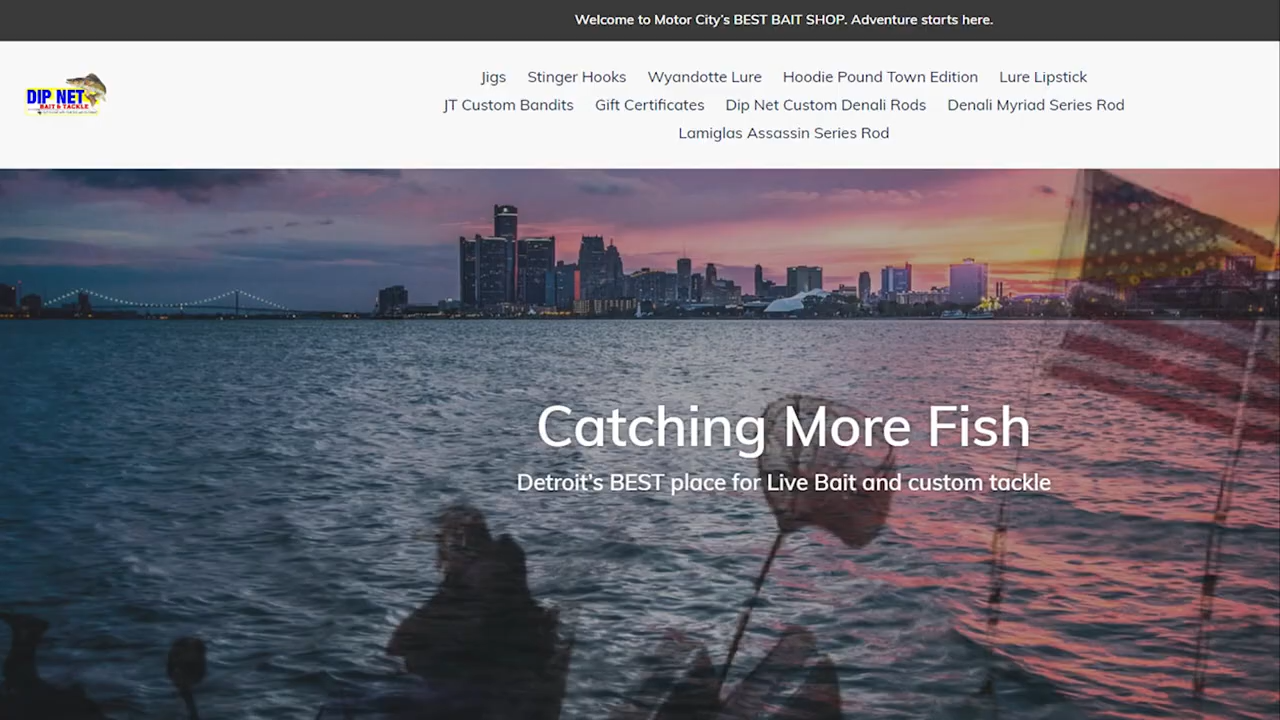 Welcome to Motor City's BEST BAIT SHOP. Adventure starts here.
DIP NET
BAIT & TACKLE
Jigs Stinger Hooks Wyandotte Lure Hoodie Pound Town Edition Lure Lipstick
JT Custom Bandits Gift Certificates Dip Net Custom Denali Rods Denali Myriad Series Rod
Lamiglas Assassin Series Rod
Catching More Fish
Detroit's BEST place for Live Bait and custom tackle